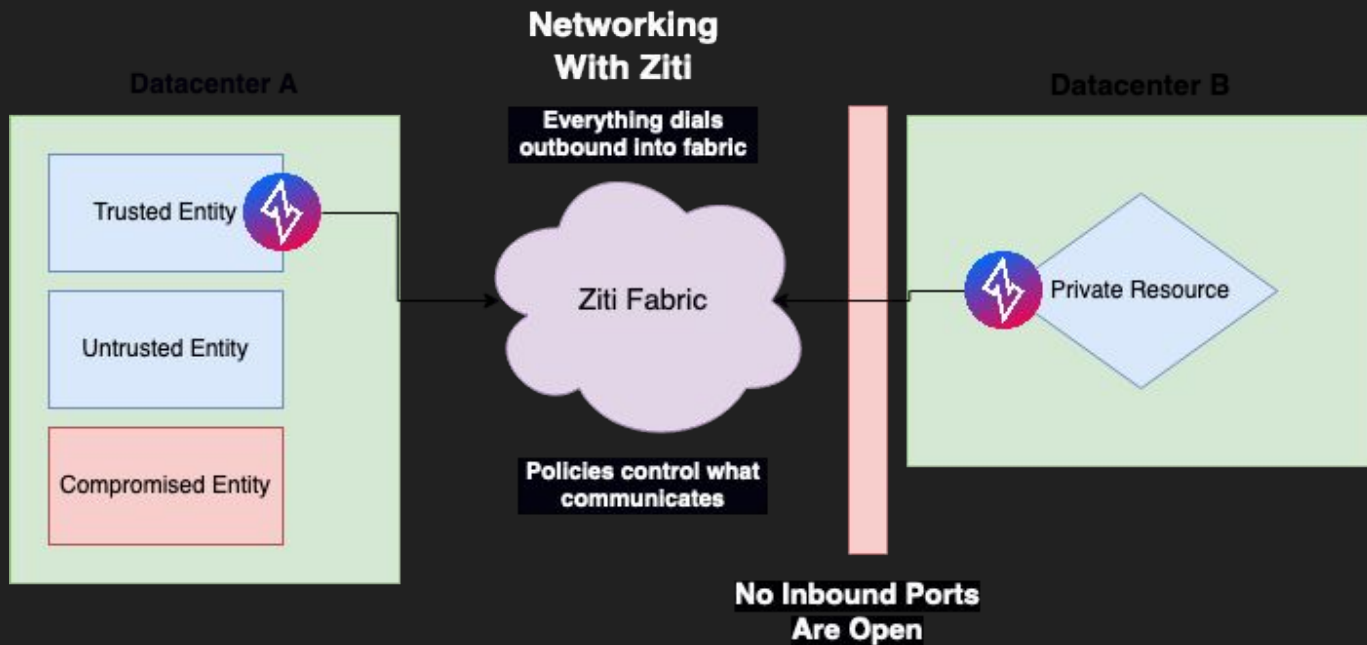 Networking
With Ziti
Datacenter A
Datacenter B
Everything dials
outbound into fabric
Trusted Entity
Untrusted Entity
Compromised Entity
Ziti Fabric
Private Resource
Policies control what
communicates
No Inbound Ports
Are Open